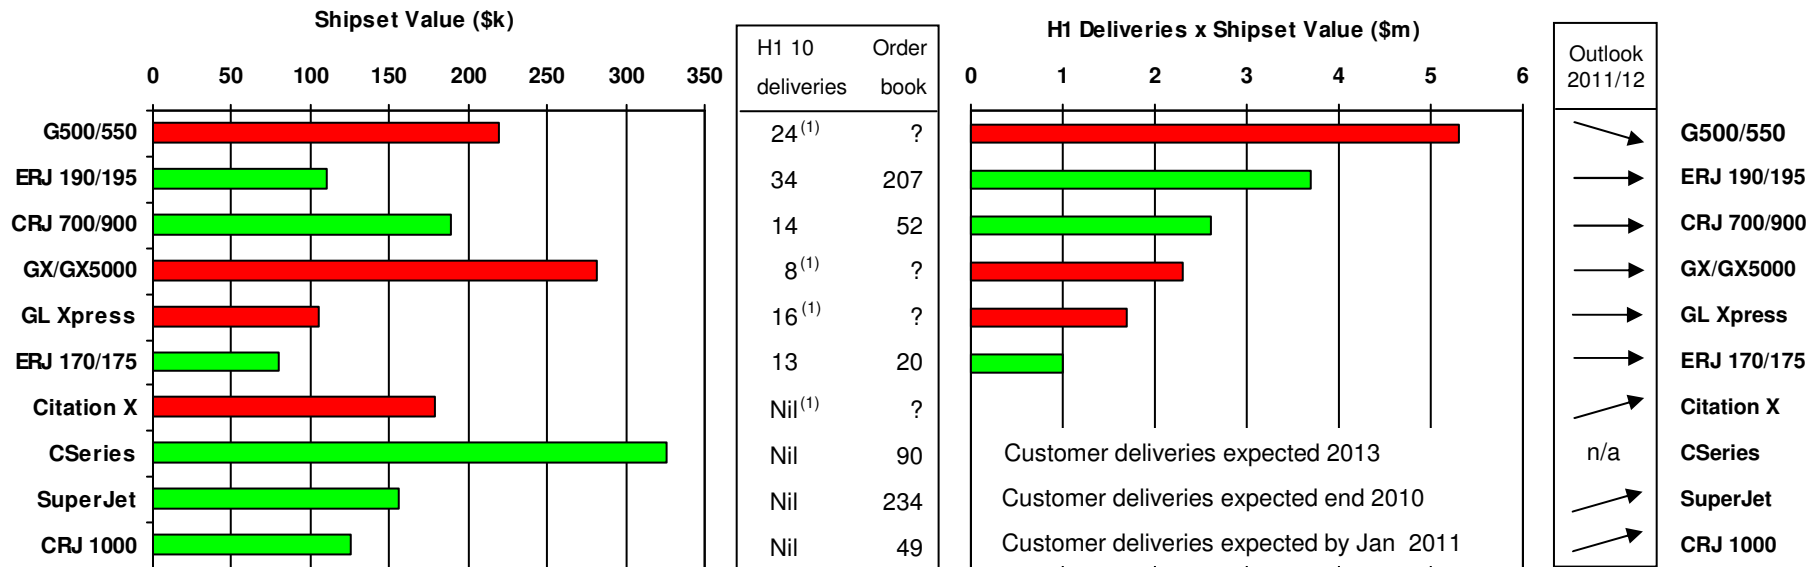 Shipset Value ($k)
H1 10 deliveries
Order book
H1 Deliveries x Shipset Value ($m)
Outlook 2011/12
0 50 100 150 200 250 300 350
0 1 2 3 4 5 6
G500/550 24(1) ? G500/550
ERJ 190/195 34 207 ERJ 190/195
CRJ 700/900 14 52 CRJ 700/900
GX/GX5000 8(1) ? GX/GX5000
GL Xpress 16(1) ? GL Xpress
ERJ 170/175 13 20 ERJ 170/175
Citation X Nil(1) ? Citation X
CSeries Nil 90 Customer deliveries expected 2013 n/a CSeries
SuperJet Nil 234 Customer deliveries expected end 2010 SuperJet
CRJ 1000 Nil 49 Customer deliveries expected by Jan 2011 CRJ 1000